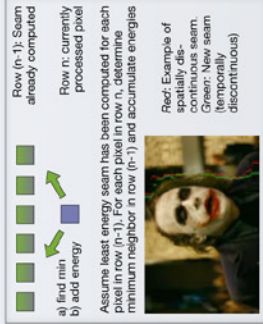 Row (n-1): Seam
already computed
Row n: currently
processed pixel
a) find min
b) add energy
Assume least energy seam has been computed for each
pixel in row (n-1). For each pixel in row n, determine
minimum neighbor in row (n-1) and accumulate energies
Red: Example of
spatially dis-
continuous seam.
Green: New seam
(temporally
discontinuous)